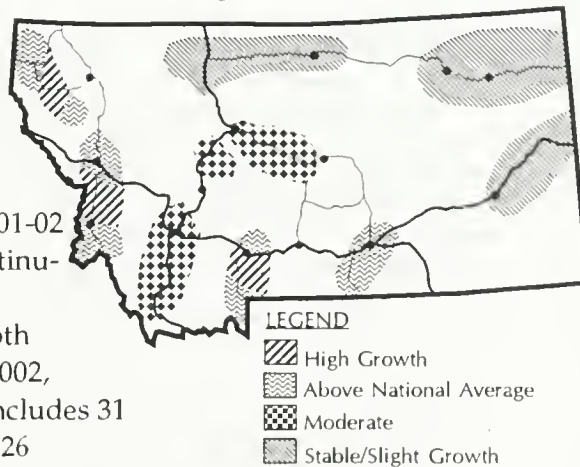 01-02
tinu-
oth
002,
ncludes 31
26
LEGEND
High Growth
Above National Average
Moderate
Stable/Slight Growth